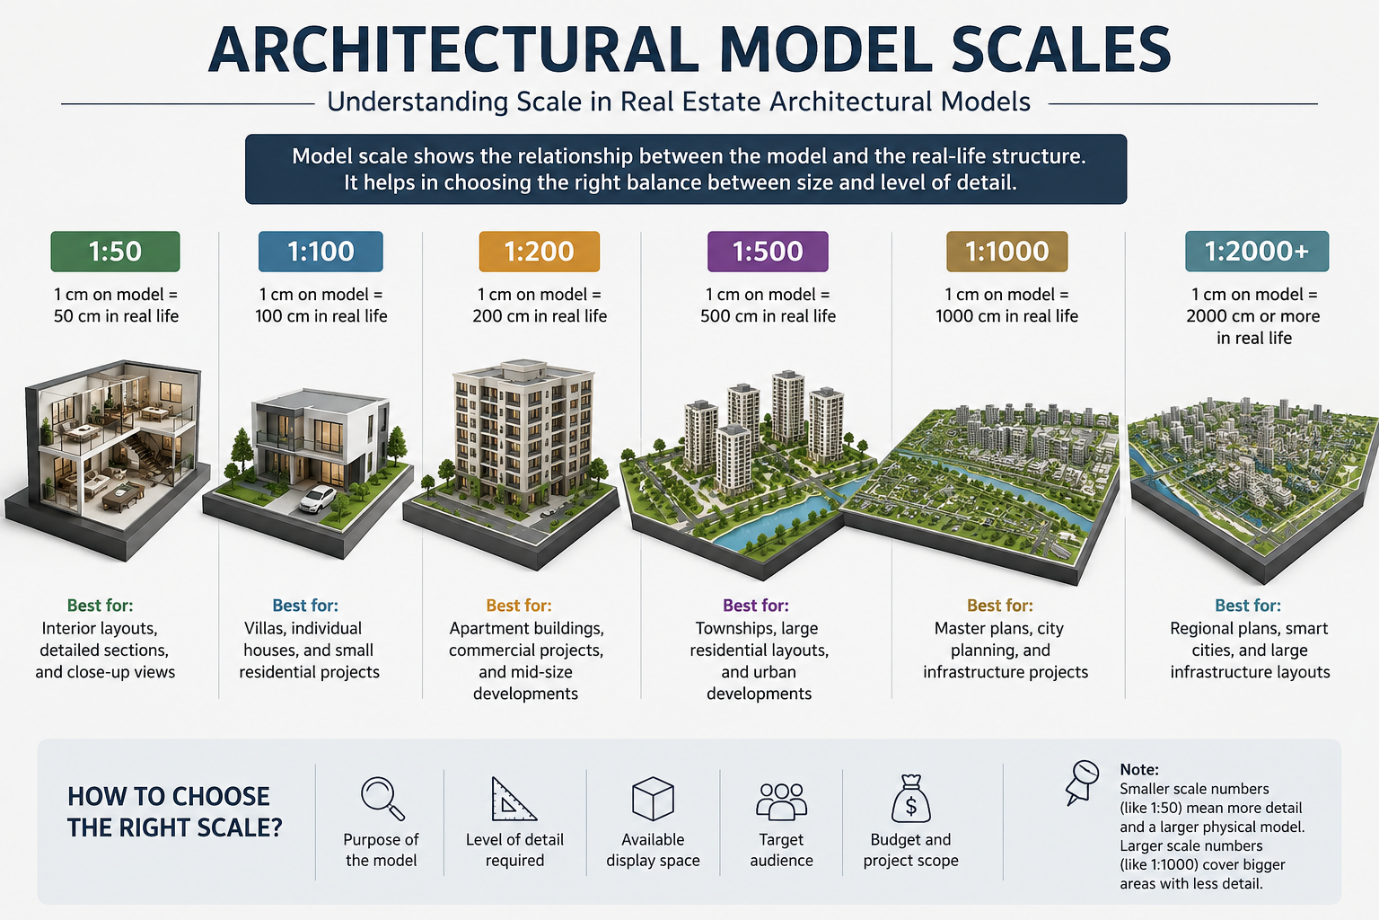 ARCHITECTURAL MODEL SCALES
Understanding Scale in Real Estate Architectural Models
Model scale shows the relationship between the model and the real-life structure.
It helps in choosing the right balance between size and level of detail.
1:50
1 cm on model =
50 cm in real life
Best for:
Interior layouts,
detailed sections,
and close-up views
1:100
1 cm on model =
100 cm in real life
Best for:
Villas, individual
houses, and small
residential projects
1:200
1 cm on model =
200 cm in real life
Best for:
Apartment buildings,
commercial projects,
and mid-size
developments
1:500
1 cm on model =
500 cm in real life
Best for:
Townships, large
residential layouts,
and urban
developments
1:1000
1 cm on model =
1000 cm in real life
Best for:
Master plans, city
planning, and
infrastructure projects
1:2000+
1 cm on model =
2000 cm or more
in real life
Best for:
Regional plans, smart
cities, and large
infrastructure layouts
HOW TO CHOOSE
THE RIGHT SCALE?
Purpose of
the model
Level of detail
required
Available
display space
Target
audience
$
Budget and
project scope
Note:
Smaller scale numbers
(like 1:50) mean more detail
and a larger physical model.
Larger scale numbers
(like 1:1000) cover bigger
areas with less detail.